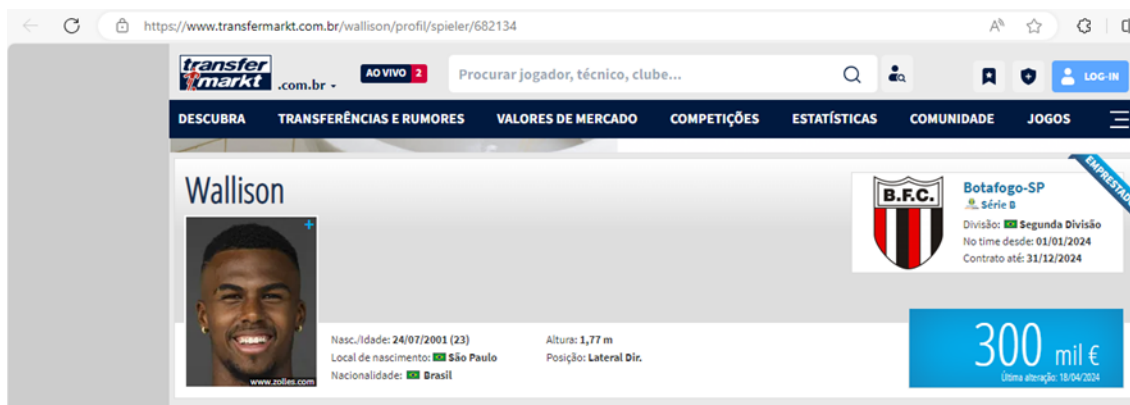 https://www.transfermarkt.com.br/wallison/profil/spieler/682134
transfer
markt .com.br
AO VIVO 2
Procurar jogador, técnico, clube...
LOG-IN
DESCUBRA TRANSFERÊNCIAS E RUMORES VALORES DE MERCADO COMPETIÇÕES ESTATÍSTICAS COMUNIDADE JOGOS
Wallison
B.F.C.
Botafogo-SP
Série B
Divisão: Segunda Divisão
No time desde: 01/01/2024
Contrato até: 31/12/2024
EMPRESTAD
www.zolles.com
Nasc./Idade: 24/07/2001 (23)
Local de nascimento: São Paulo
Nacionalidade: Brasil
Altura: 1,77 m
Posição: Lateral Dir.
300 mil €
Última alteração: 18/04/2024